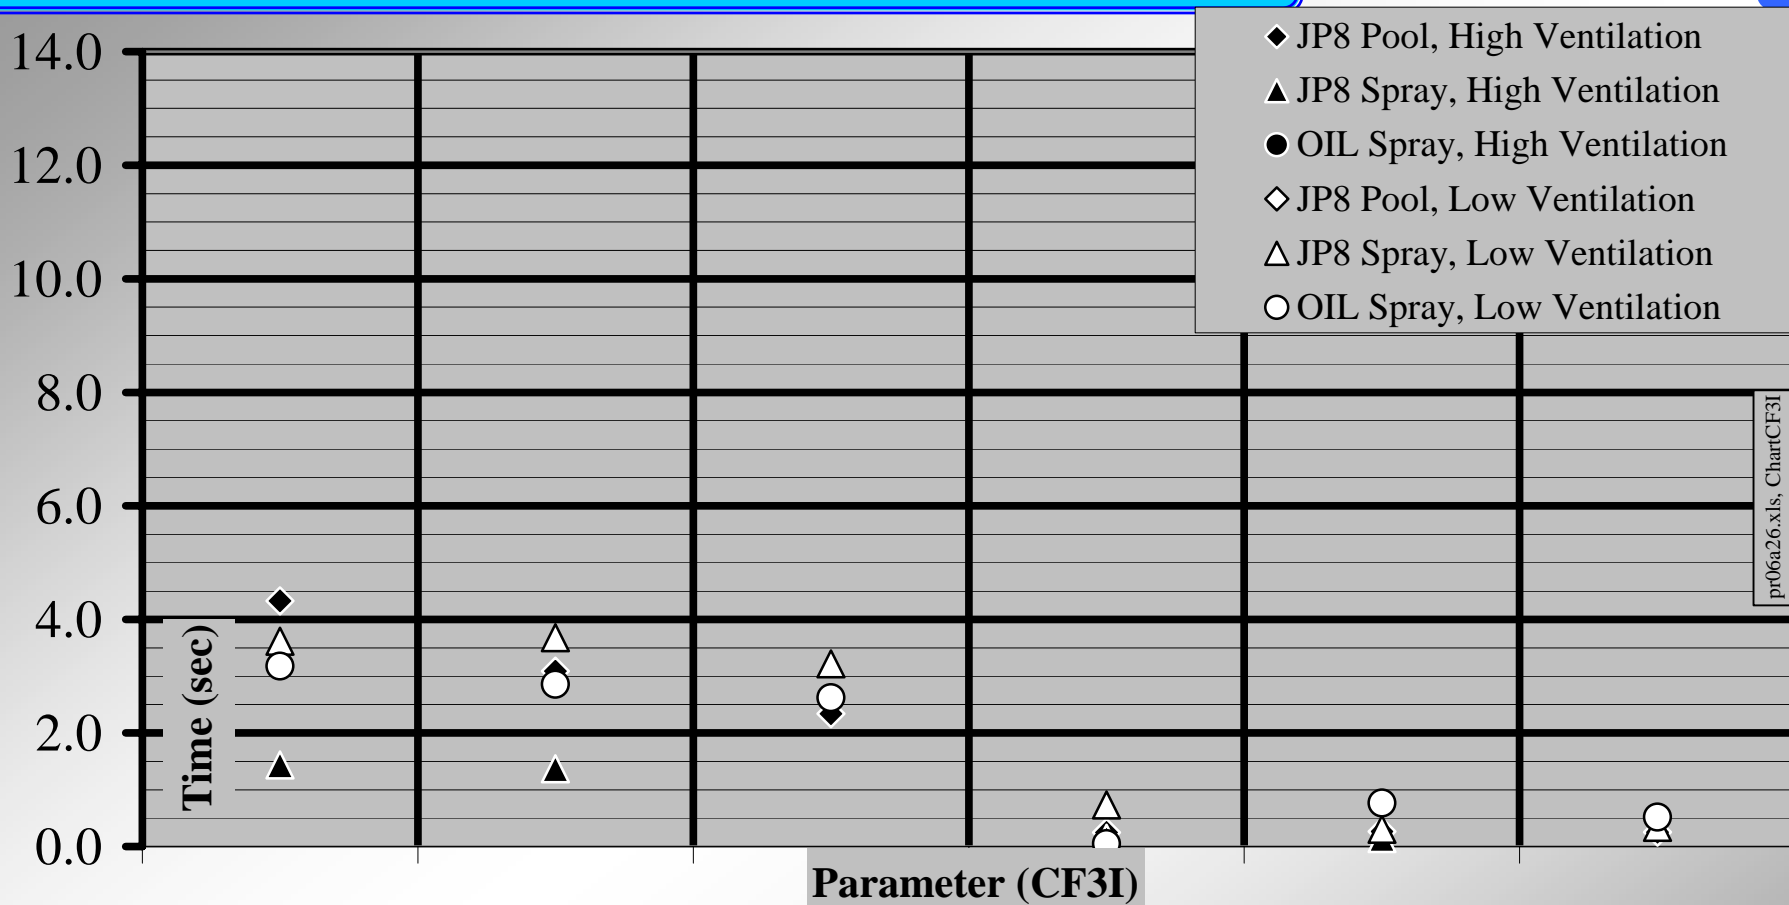 JP8 Pool, High Ventilation
JP8 Spray, High Ventilation
OIL Spray, High Ventilation
JP8 Pool, Low Ventilation
JP8 Spray, Low Ventilation
OIL Spray, Low Ventilation
14.0
12.0
10.0
8.0
6.0
4.0
2.0
0.0
Time (sec)
Parameter (CF3I)
pr06a26.xls, ChartCF3I